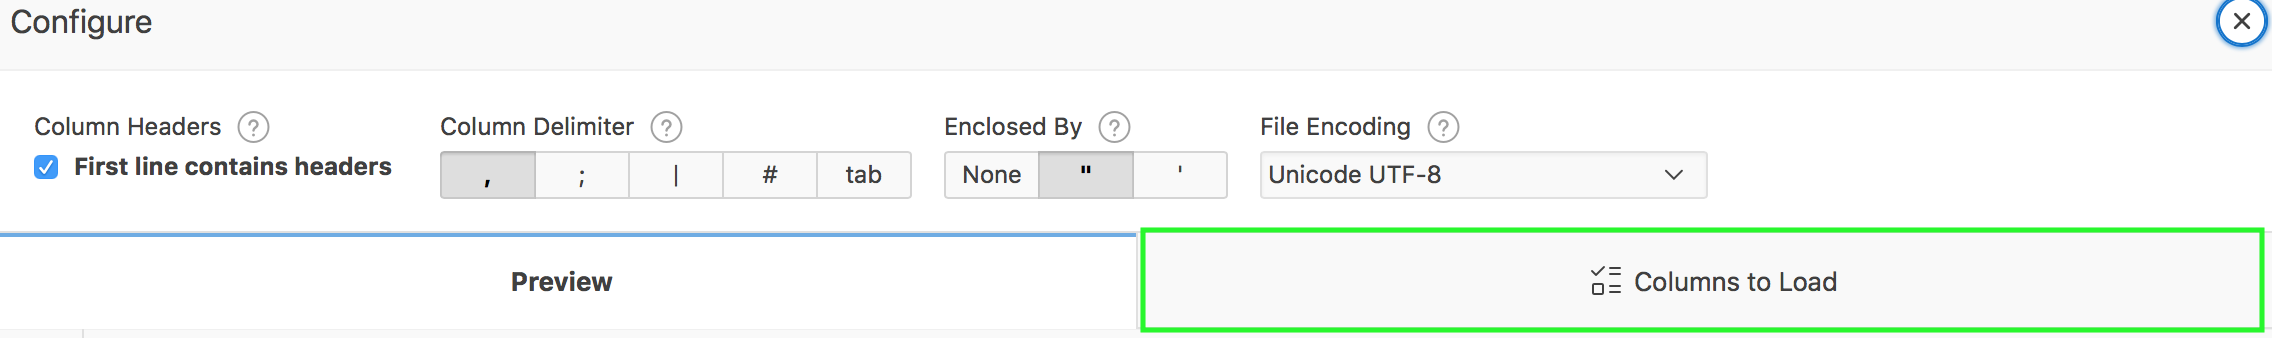 Configure
Column Headers ?
First line contains headers
Column Delimiter ?
, ; | # tab
Enclosed By ?
None " '
File Encoding ?
Unicode UTF-8
Preview
Columns to Load